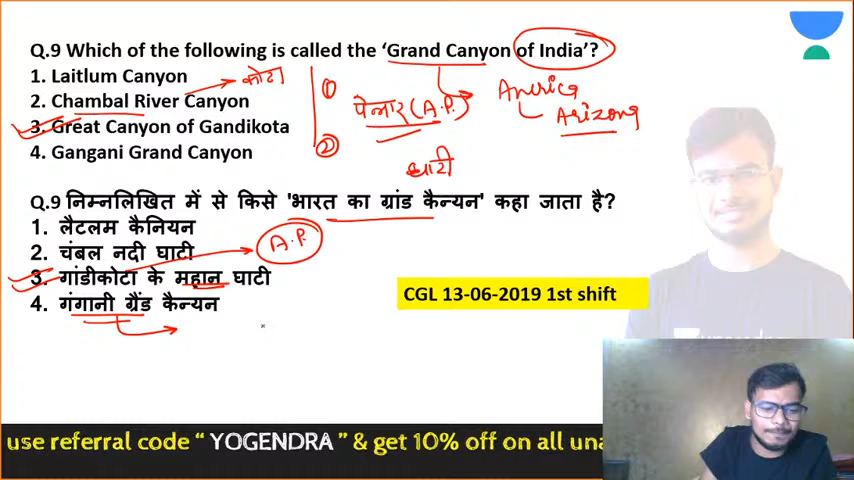 Q.9 Which of the following is called the ‘Grand Canyon of India’?
1. Laitlum Canyon
2. Chambal River Canyon
3. Great Canyon of Gandikota
4. Gangani Grand Canyon
कोटा
①
②
पेन्नार (A.P.)
घाटी
America
Arizona
Q.9 निम्नलिखित में से किसे 'भारत का ग्रांड कैन्यन' कहा जाता है?
1. लैटलम कैनियन
2. चंबल नदी घाटी
3. गांडीकोटा के महान घाटी
4. गंगानी ग्रैंड कैन्यन
A.P.
CGL 13-06-2019 1st shift
use referral code “ YOGENDRA ” & get 10% off on all una